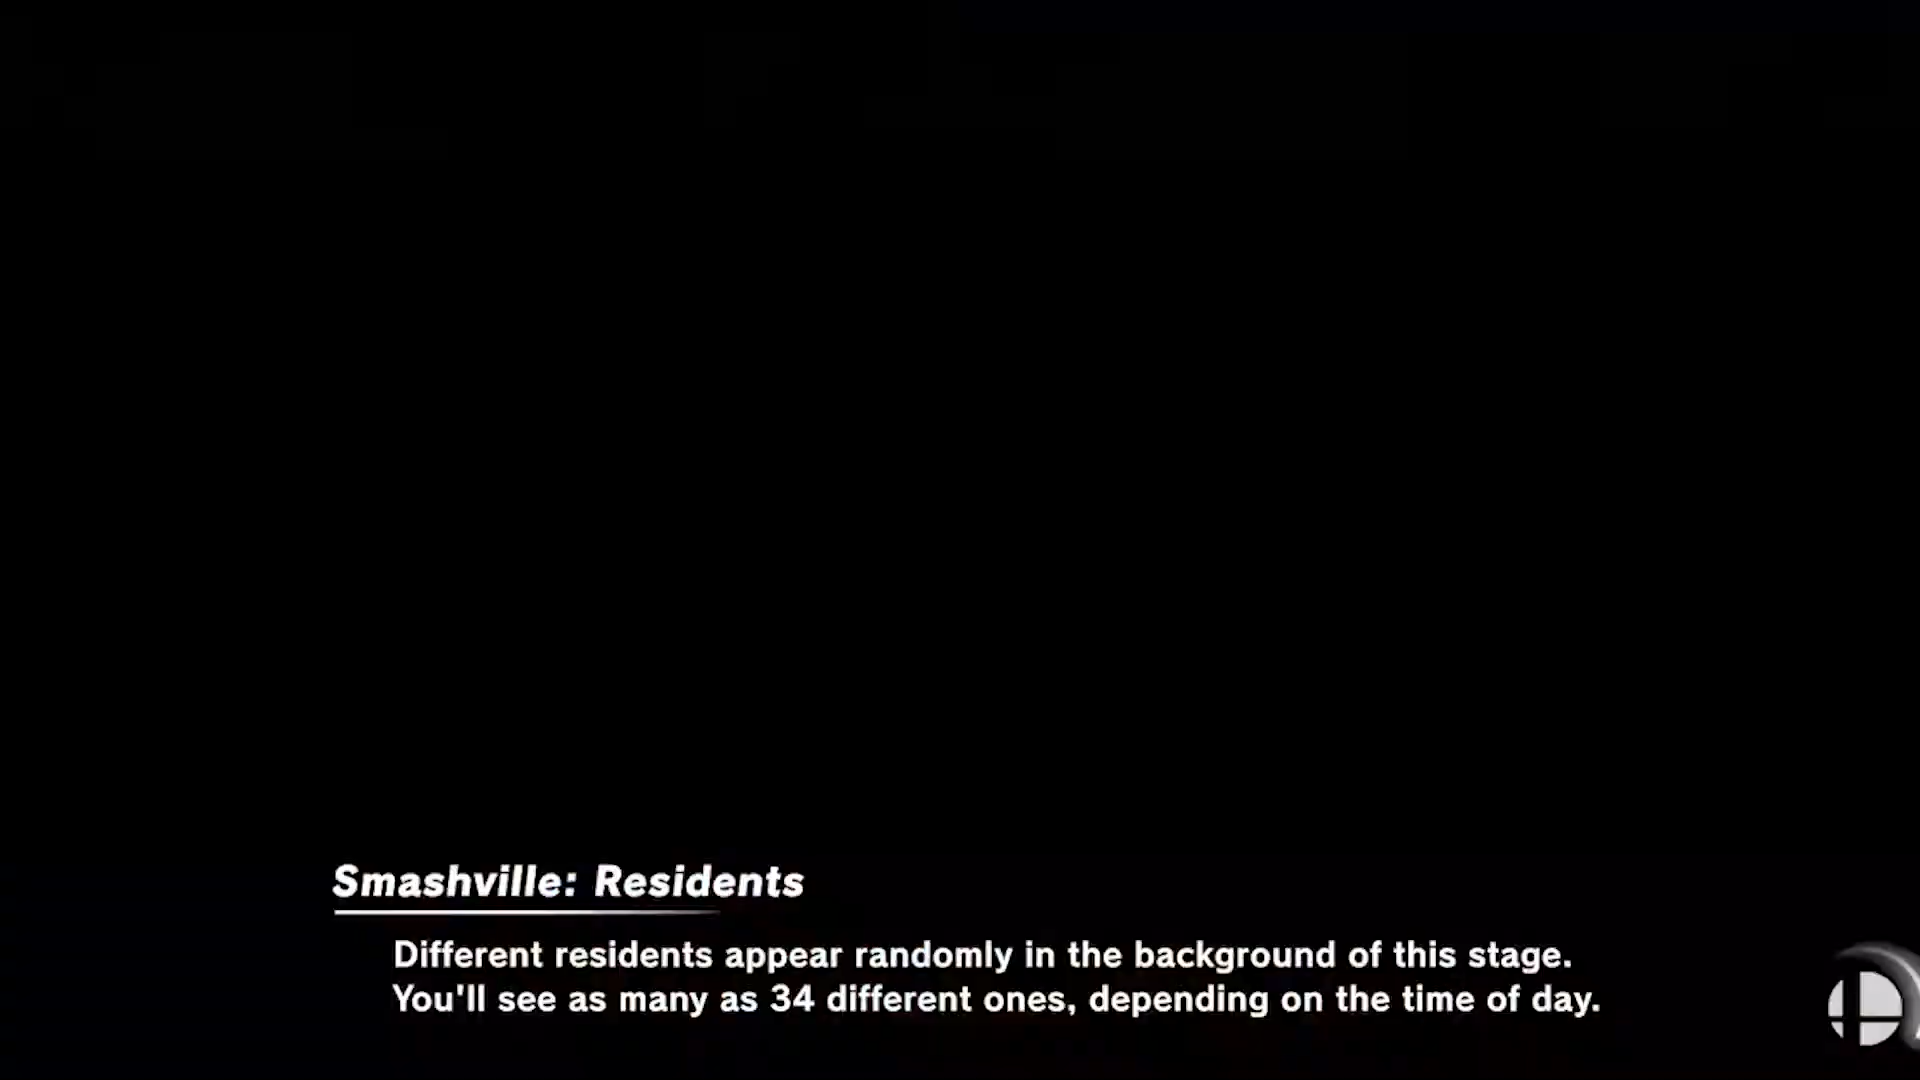 Smashville: Residents
Different residents appear randomly in the background of this stage.
You'll see as many as 34 different ones, depending on the time of day.